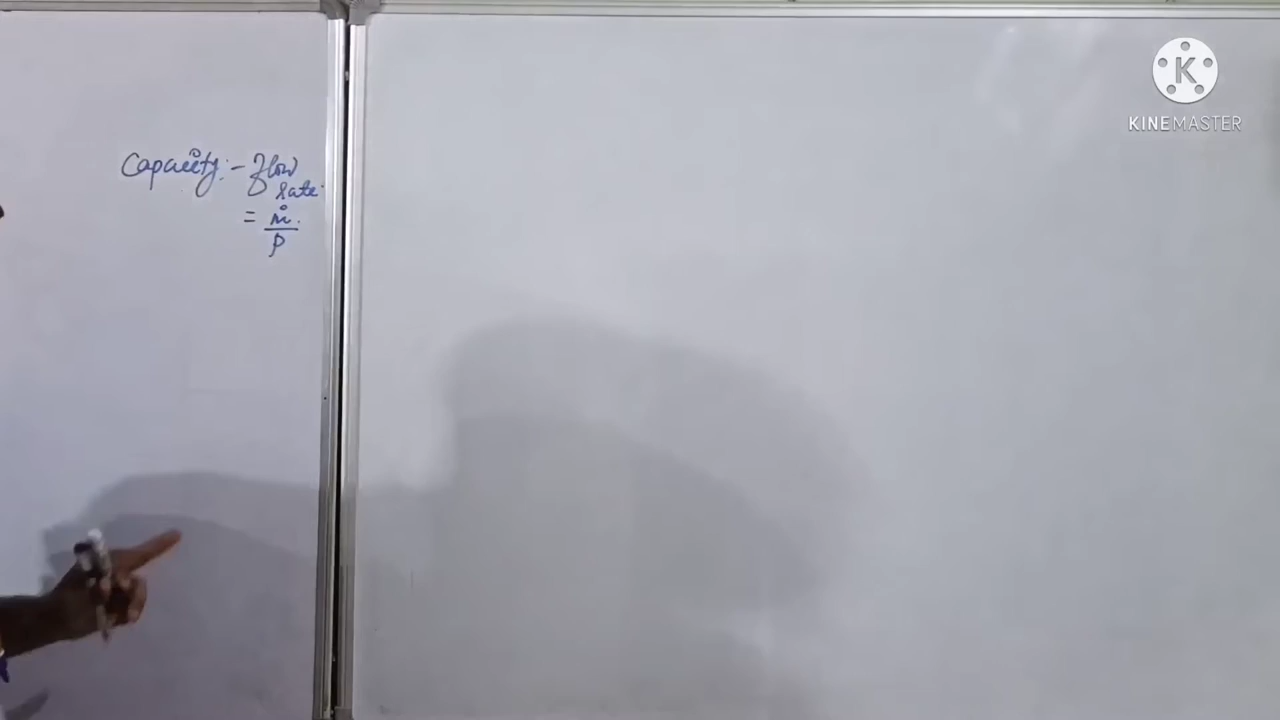 Capacity:- flow
rate.
= ṁ
ρ
K
KINEMASTER